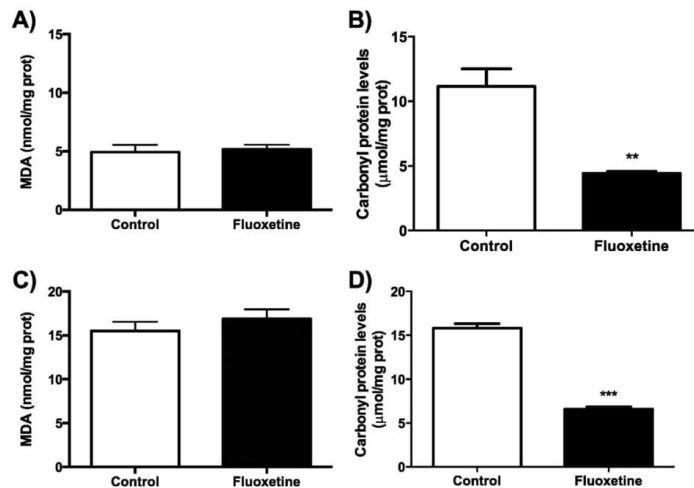 A)
MDA (nmol/mg prot)
15
10
5
0
Control
Fluoxetine
B)
Carbonyl protein levels
(µmol/mg prot)
15
10
5
0
**
Control
Fluoxetine
C)
MDA (nmol/mg prot)
20
15
10
5
0
Control
Fluoxetine
D)
Carbonyl protein levels
(µmol/mg prot)
20
15
10
5
0
***
Control
Fluoxetine